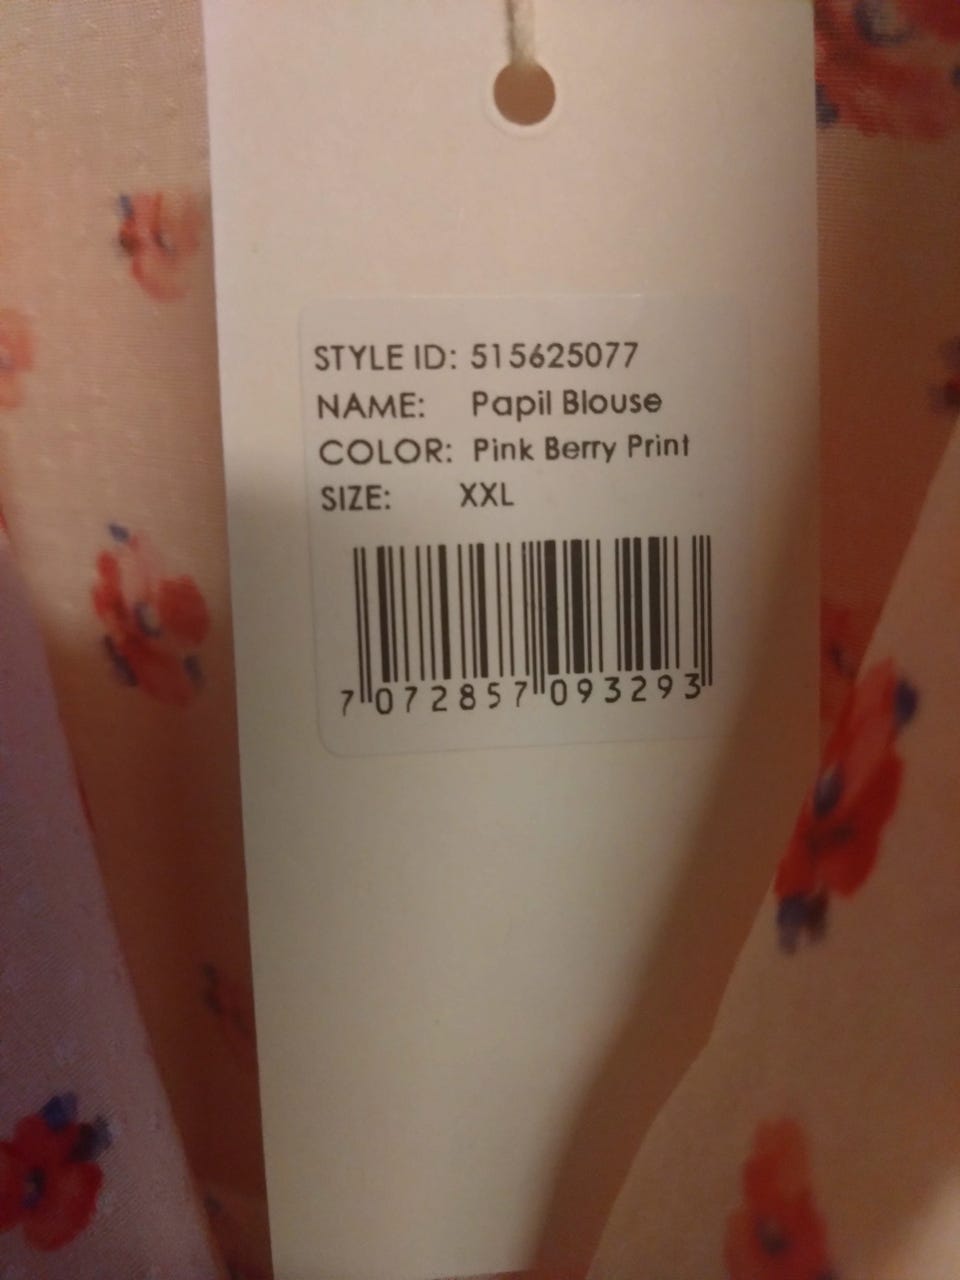 STYLE ID: 515625077
NAME: Papil Blouse
COLOR: Pink Berry Print
SIZE: XXL
7 072857 093293